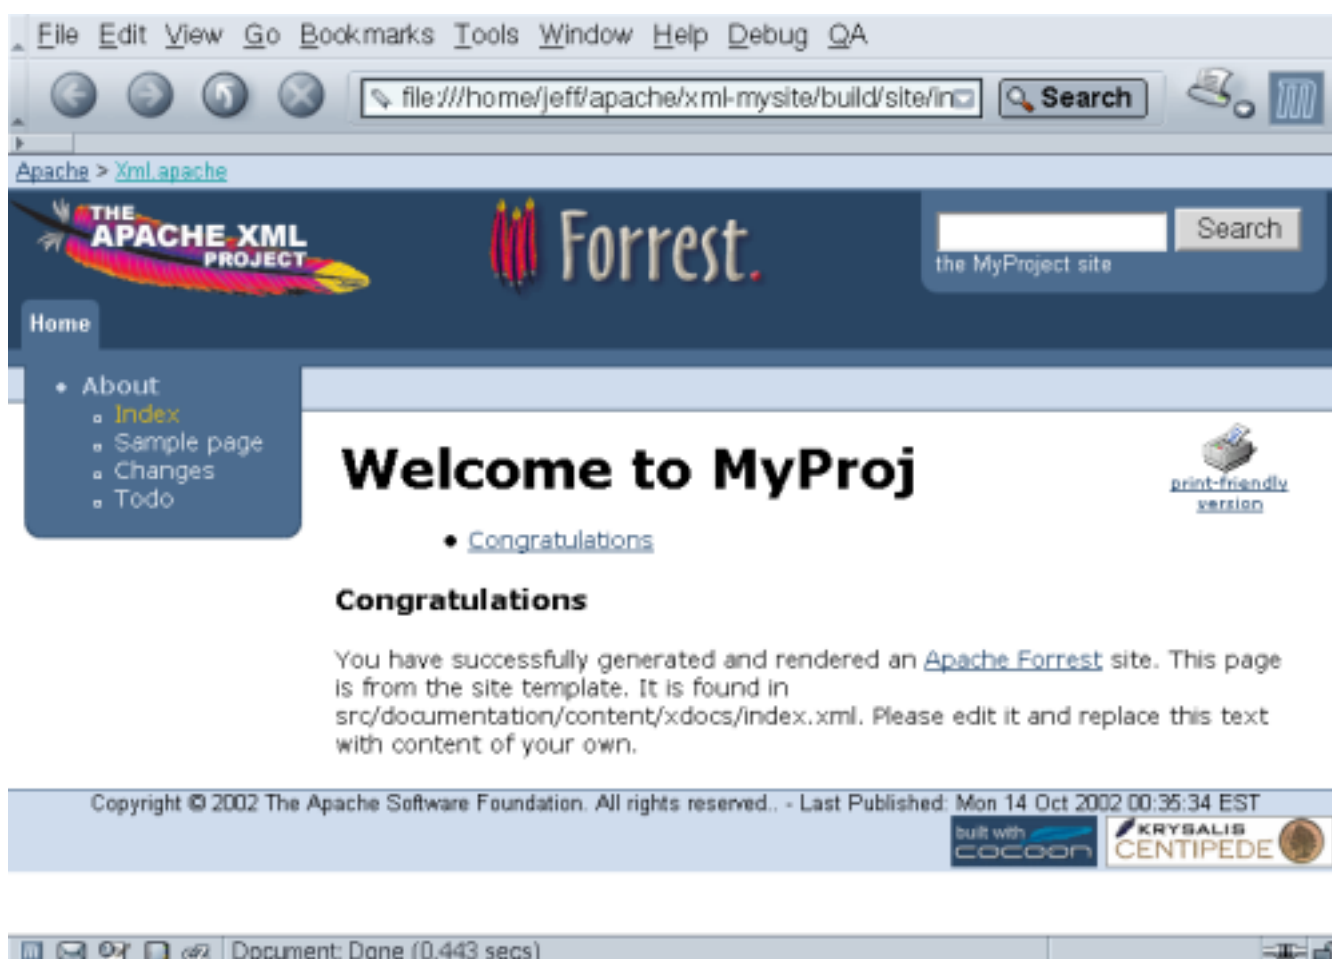 File Edit View Go Bookmarks Tools Window Help Debug QA
file:///home/jeff/apache/xml-mysite/build/site/in
Search
Apache > Xml.apache
THE
APACHE XML
PROJECT
Forrest.
Search
the MyProject site
Home
About
Index
Sample page
Changes
Todo
Welcome to MyProj
print-friendly
version
Congratulations
Congratulations
You have successfully generated and rendered an Apache Forrest site. This page
is from the site template. It is found in
src/documentation/content/xdocs/index.xml. Please edit it and replace this text
with content of your own.
Copyright © 2002 The Apache Software Foundation. All rights reserved.. - Last Published: Mon 14 Oct 2002 00:35:34 EST
built with
cocoon
KRYSALIS
CENTIPEDE
Document: Done (0.443 secs)